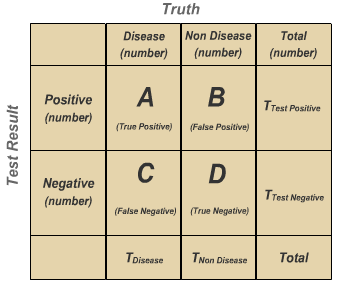 Truth
Disease
(number)
Non Disease
(number)
Total
(number)
Test Result
Positive
(number)
A
(True Positive)
B
(False Positive)
TTest Positive
Negative
(number)
C
(False Negative)
D
(True Negative)
TTest Negative
TDisease
TNon Disease
Total